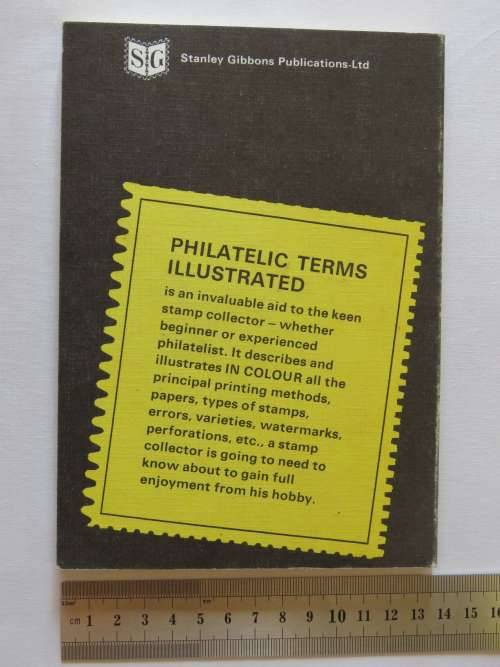 SG
Stanley Gibbons Publications·Ltd
PHILATELIC TERMS
ILLUSTRATED
is an invaluable aid to the keen
stamp collector – whether
beginner or experienced
philatelist. It describes and
illustrates IN COLOUR all the
principal printing methods,
papers, types of stamps,
errors, varieties, watermarks,
perforations, etc., a stamp
collector is going to need to
know about to gain full
enjoyment from his hobby.
cm 1 2 3 4 5 6 7 8 9 10 11 12 13 14 15 16